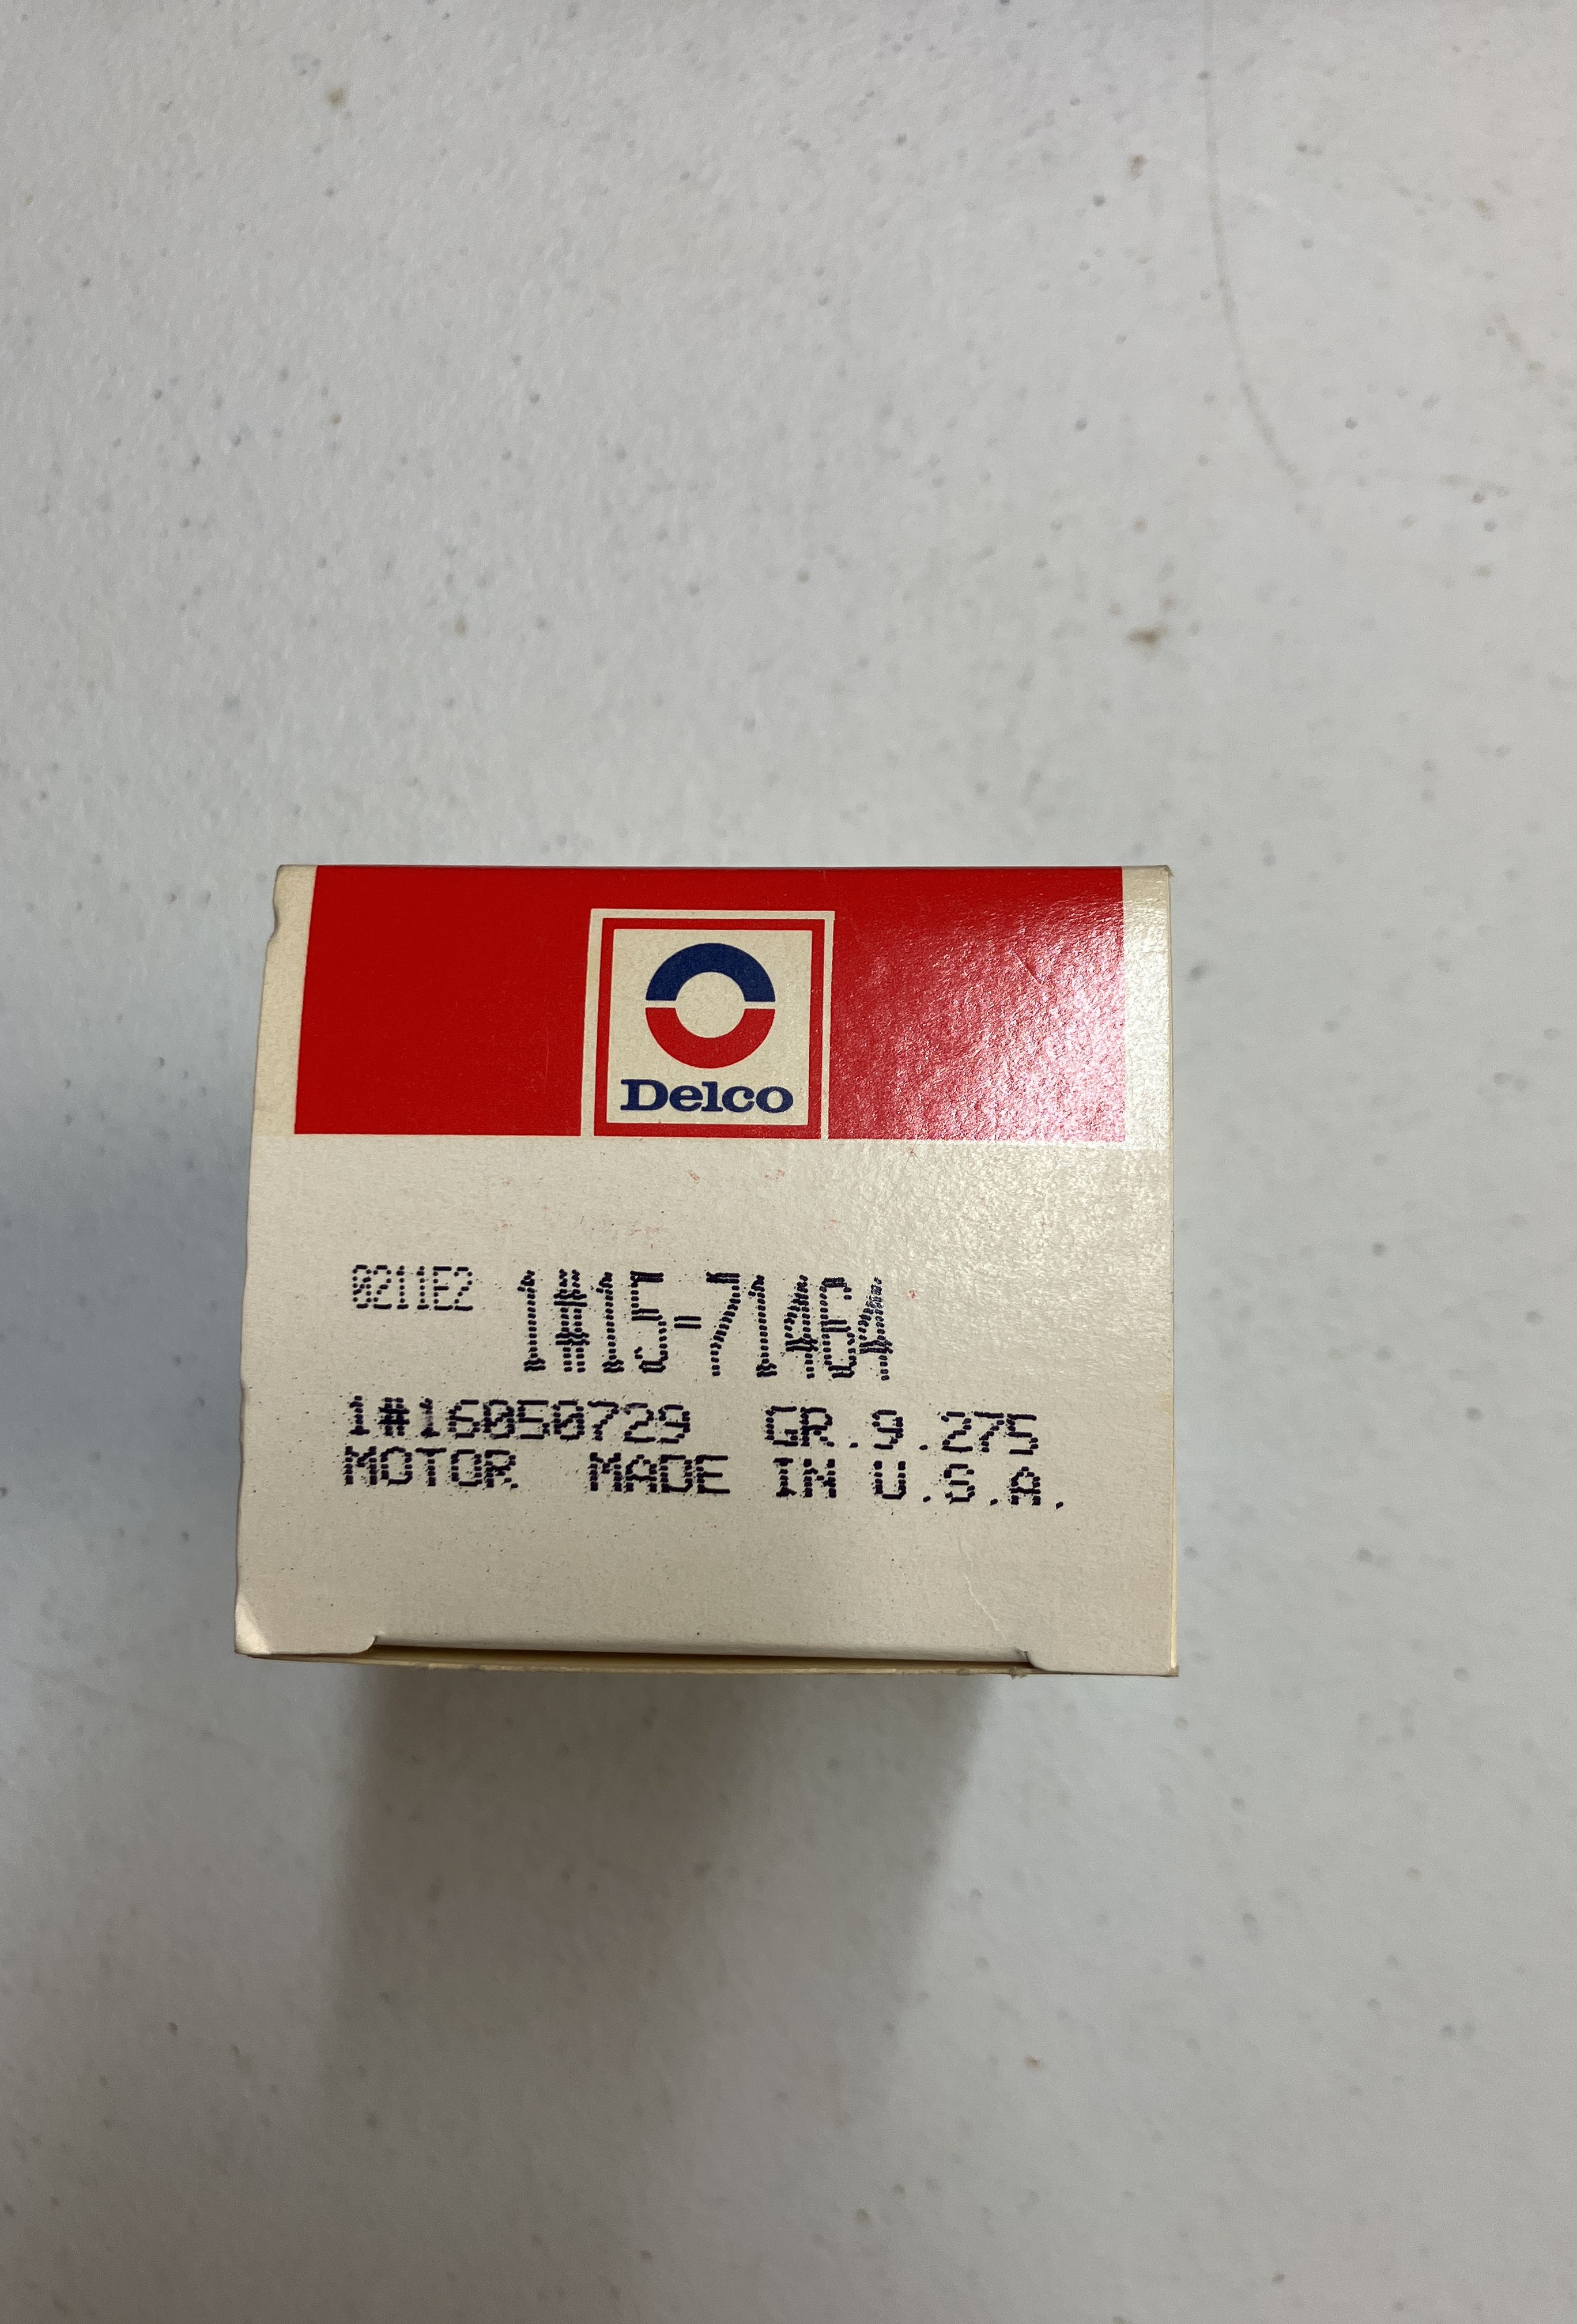 Delco
0211E2 1#15-71464
1#16050729 GR.9.275
MOTOR MADE IN U.S.A.